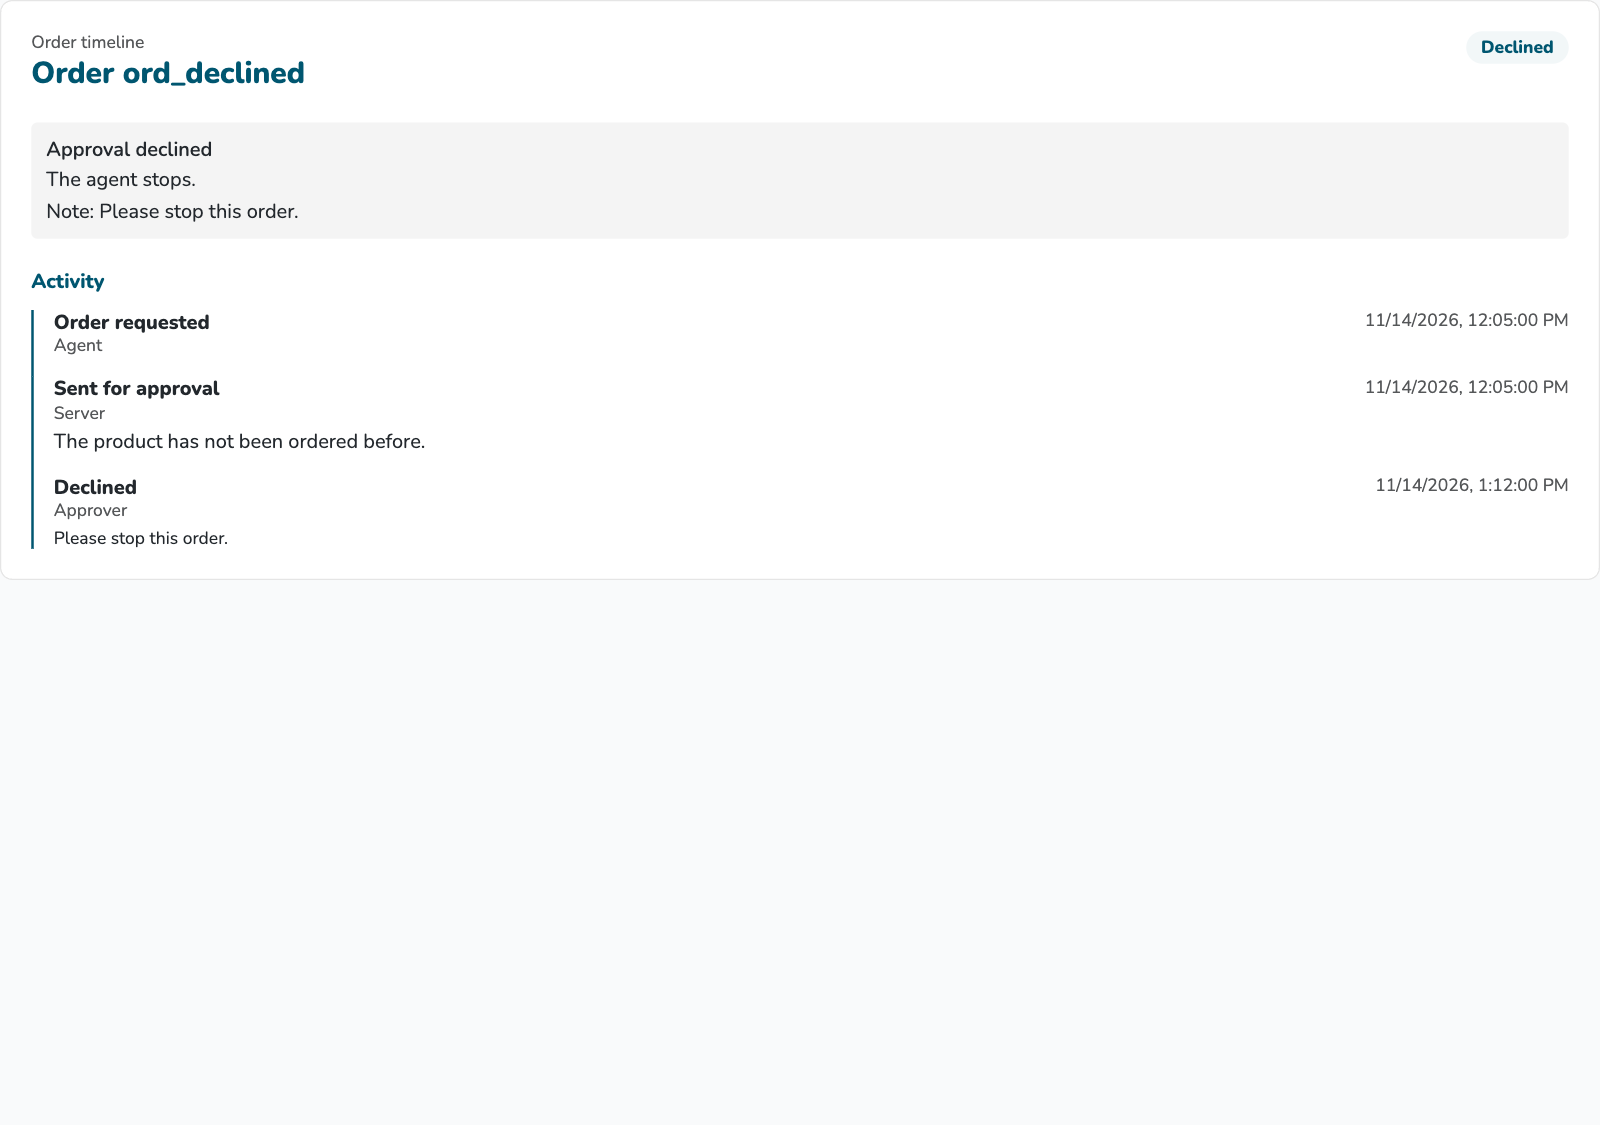 Order timeline
Declined
Order ord_declined
Approval declined
The agent stops.
Note: Please stop this order.
Activity
Order requested
11/14/2026, 12:05:00 PM
Agent
Sent for approval
11/14/2026, 12:05:00 PM
Server
The product has not been ordered before.
Declined
11/14/2026, 1:12:00 PM
Approver
Please stop this order.